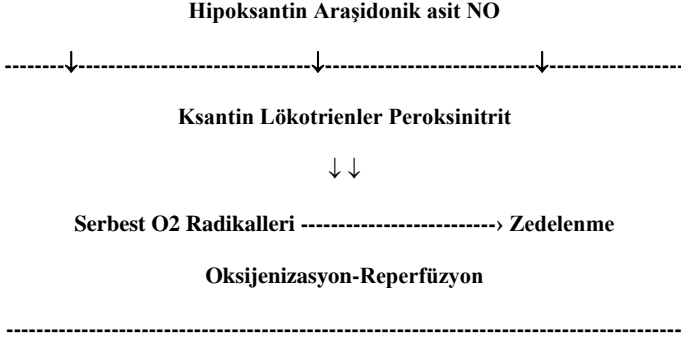 Hipoksantin Araşidonik asit NO
--------↓---------------------------------↓------------------------------↓-------------------
Ksantin Lökotrienler Peroksinitrit
↓ ↓
Serbest O2 Radikalleri ---------------------------› Zedelenme
Oksijenizasyon-Reperfüzyon
-------------------------------------------------------------------------------------------